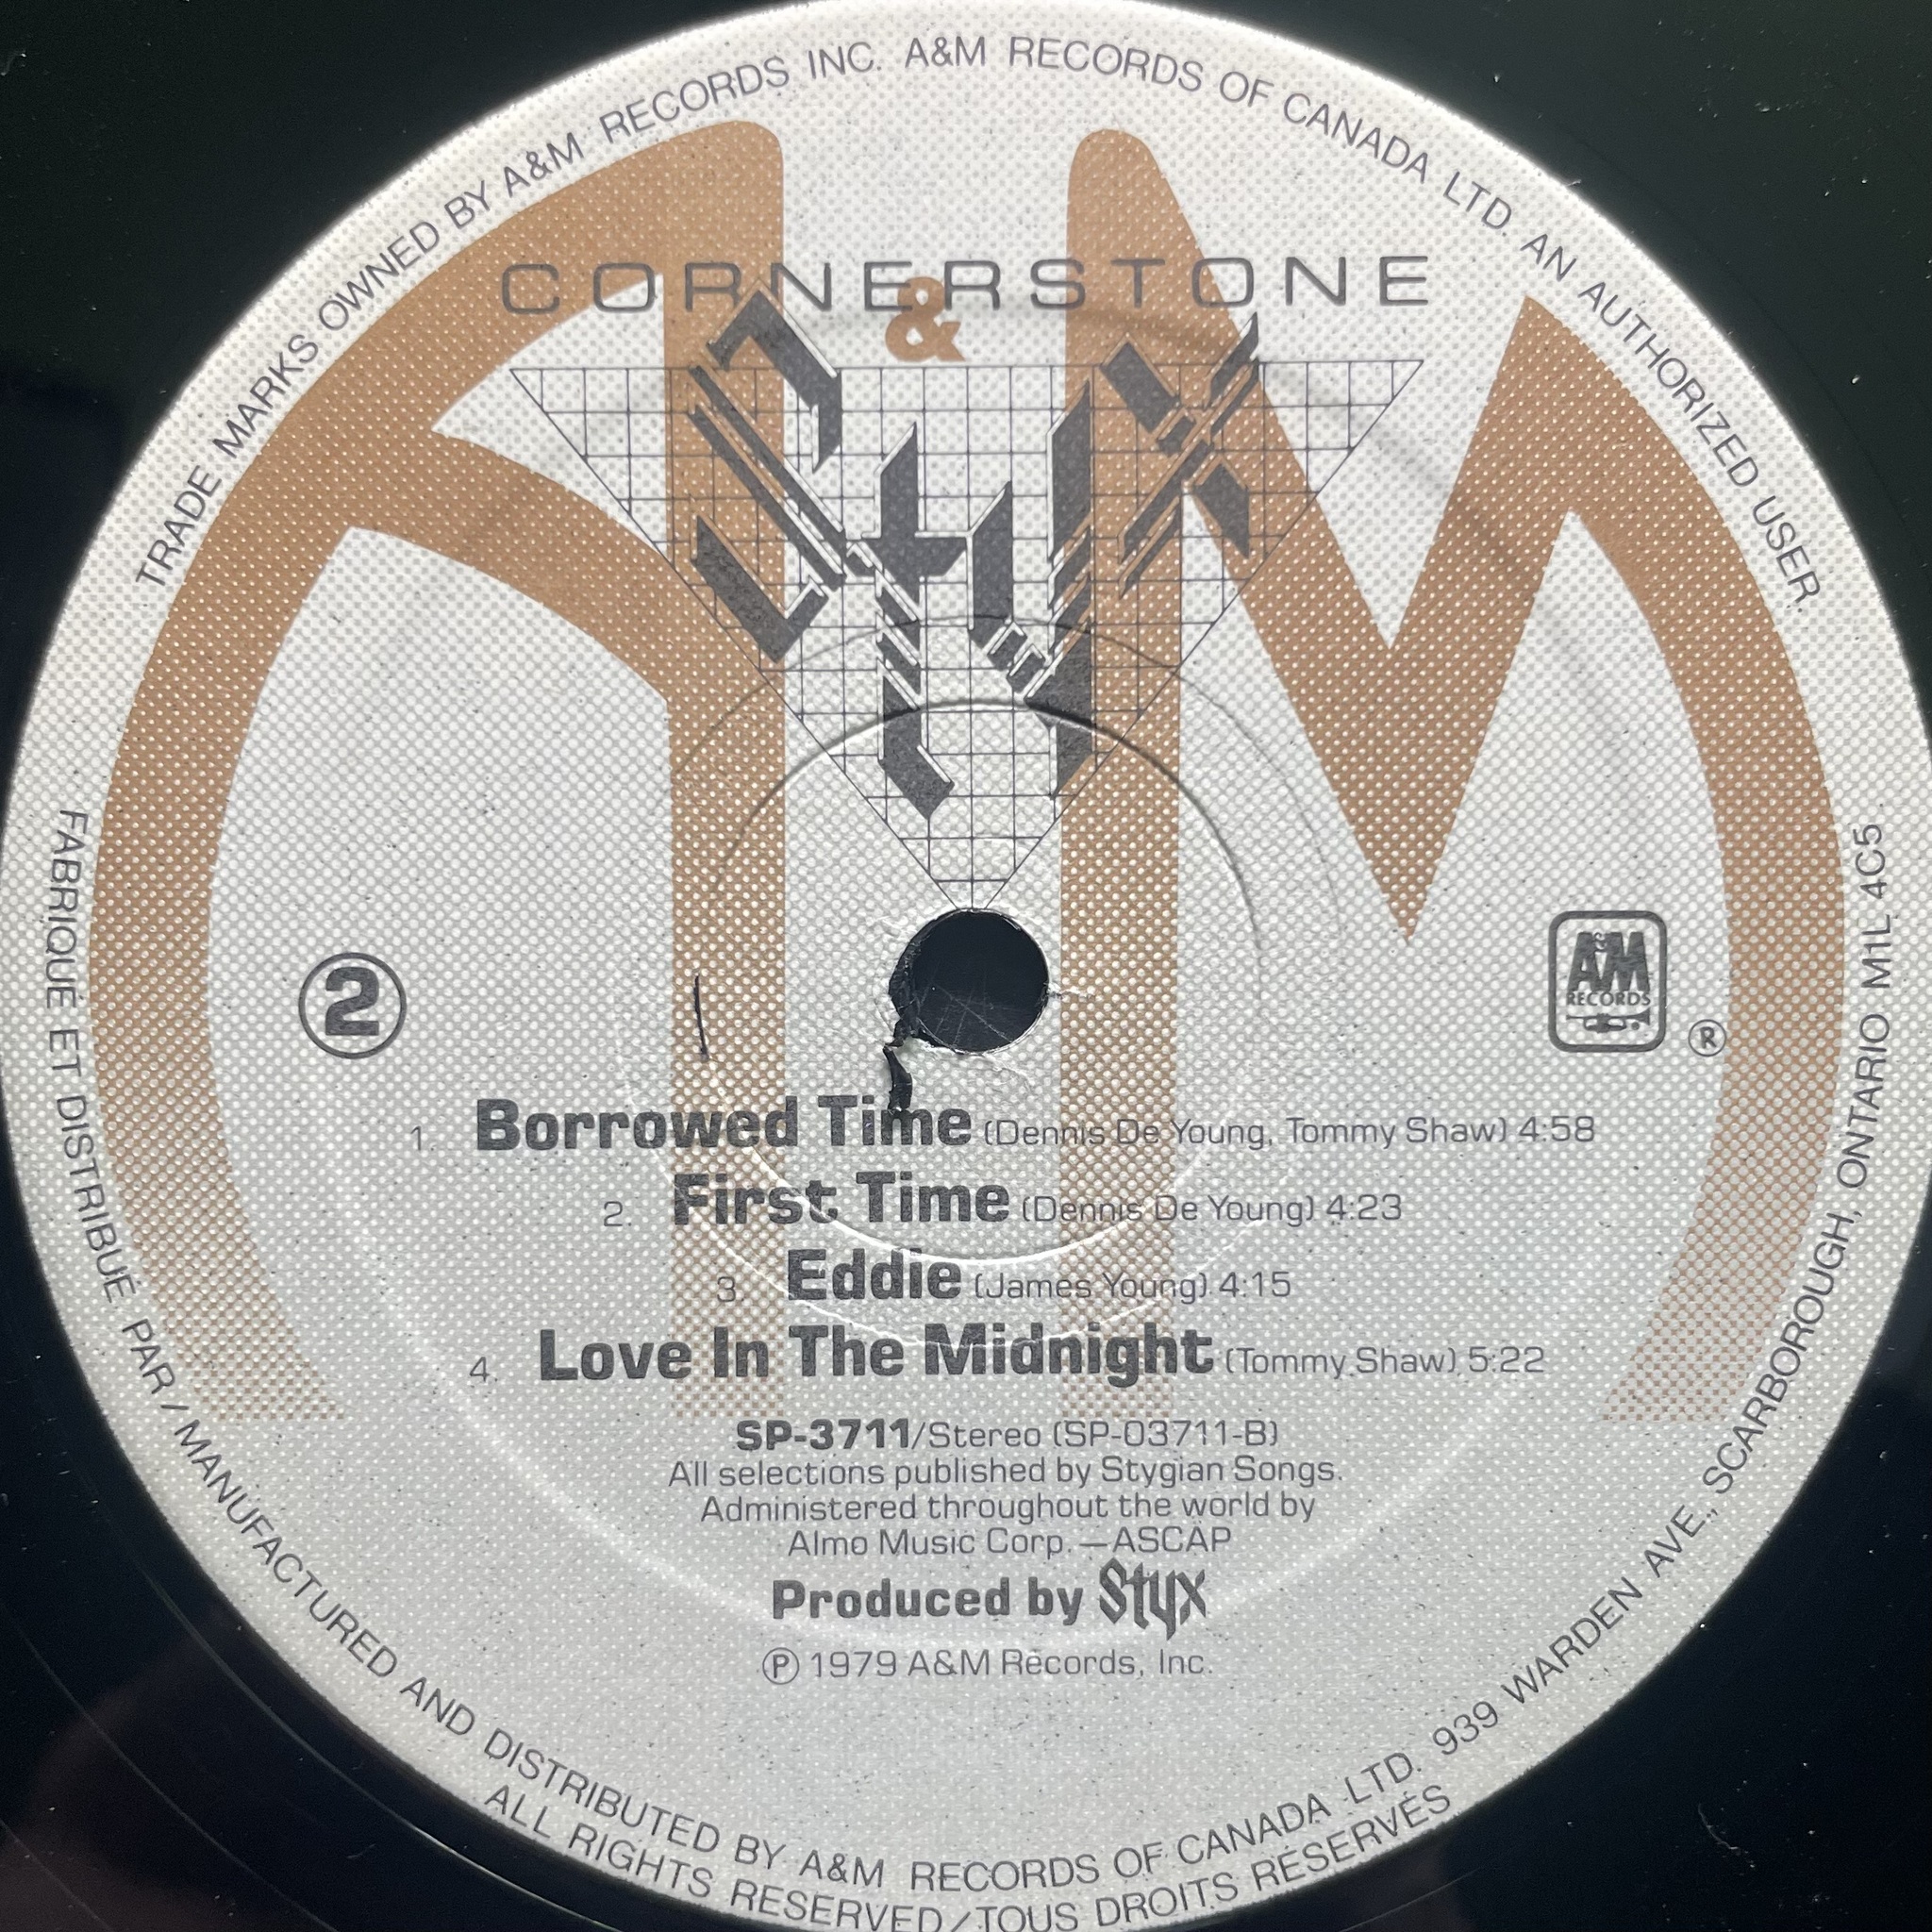 TRADE MARKS OWNED BY A&M RECORDS INC. A&M RECORDS OF CANADA LTD. AN AUTHORIZED USER.
CORNERSTONE
&
Styx
2
A&M
RECORDS
®
1. Borrowed Time (Dennis De Young, Tommy Shaw) 4:58
2. First Time (Dennis De Young) 4:23
3. Eddie (James Young) 4:15
4. Love In The Midnight (Tommy Shaw) 5:22
SP-3711/Stereo (SP-03711-B)
All selections published by Stygian Songs.
Administered throughout the world by
Almo Music Corp.—ASCAP
Produced by Styx
℗ 1979 A&M Records, Inc.
FABRIQUÉ ET DISTRIBUÉ PAR / MANUFACTURED AND DISTRIBUTED BY A&M RECORDS OF CANADA LTD. 939 WARDEN AVE., SCARBOROUGH, ONTARIO M1L 4C5
ALL RIGHTS RESERVED/TOUS DROITS RÉSERVÉS